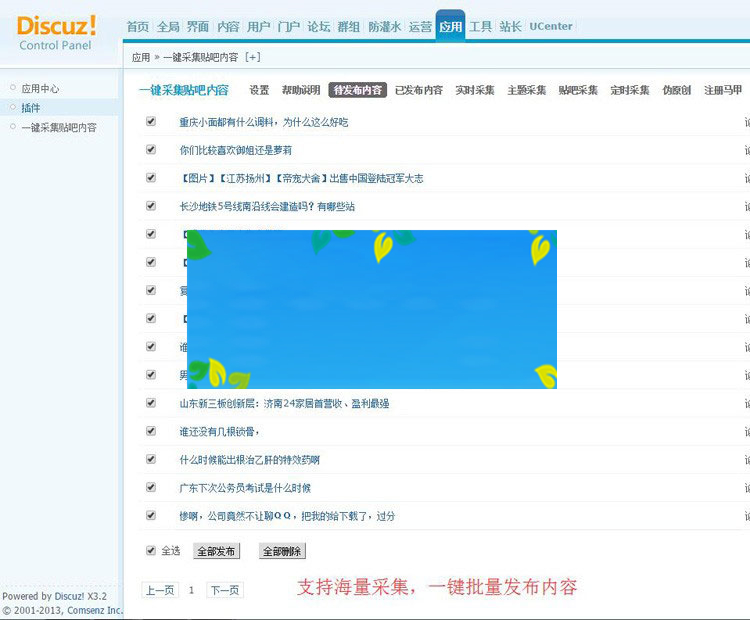 Discuz!
Control Panel
首页 全局 界面 内容 用户 门户 论坛 群组 防灌水 运营 应用 工具 站长 UCenter
应用 » 一键采集贴吧内容 [+]
应用中心
插件
一键采集贴吧内容
一键采集贴吧内容 设置 帮助说明 待发布内容 已发布内容 实时采集 主题采集 贴吧采集 定时采集 伪原创 注册马甲
重庆小面都有什么调料，为什么这么好吃
你们比较喜欢御姐还是萝莉
【图片】【江苏扬州】【帝宠犬舍】出售中国登陆冠军大志
长沙地铁5号线南沿线会建造吗？有哪些站
山东新三板创新层：济南24家居首营收、盈利最强
谁还没有几根锁骨，
什么时候能出根治乙肝的特效药啊
广东下次公务员考试是什么时候
惨啊，公司竟然不让聊QQ，把我的给下载了，过分
全选 全部发布 全部删除
上一页 1 下一页
支持海量采集，一键批量发布内容
Powered by Discuz! X3.2
© 2001-2013, Comsenz Inc.